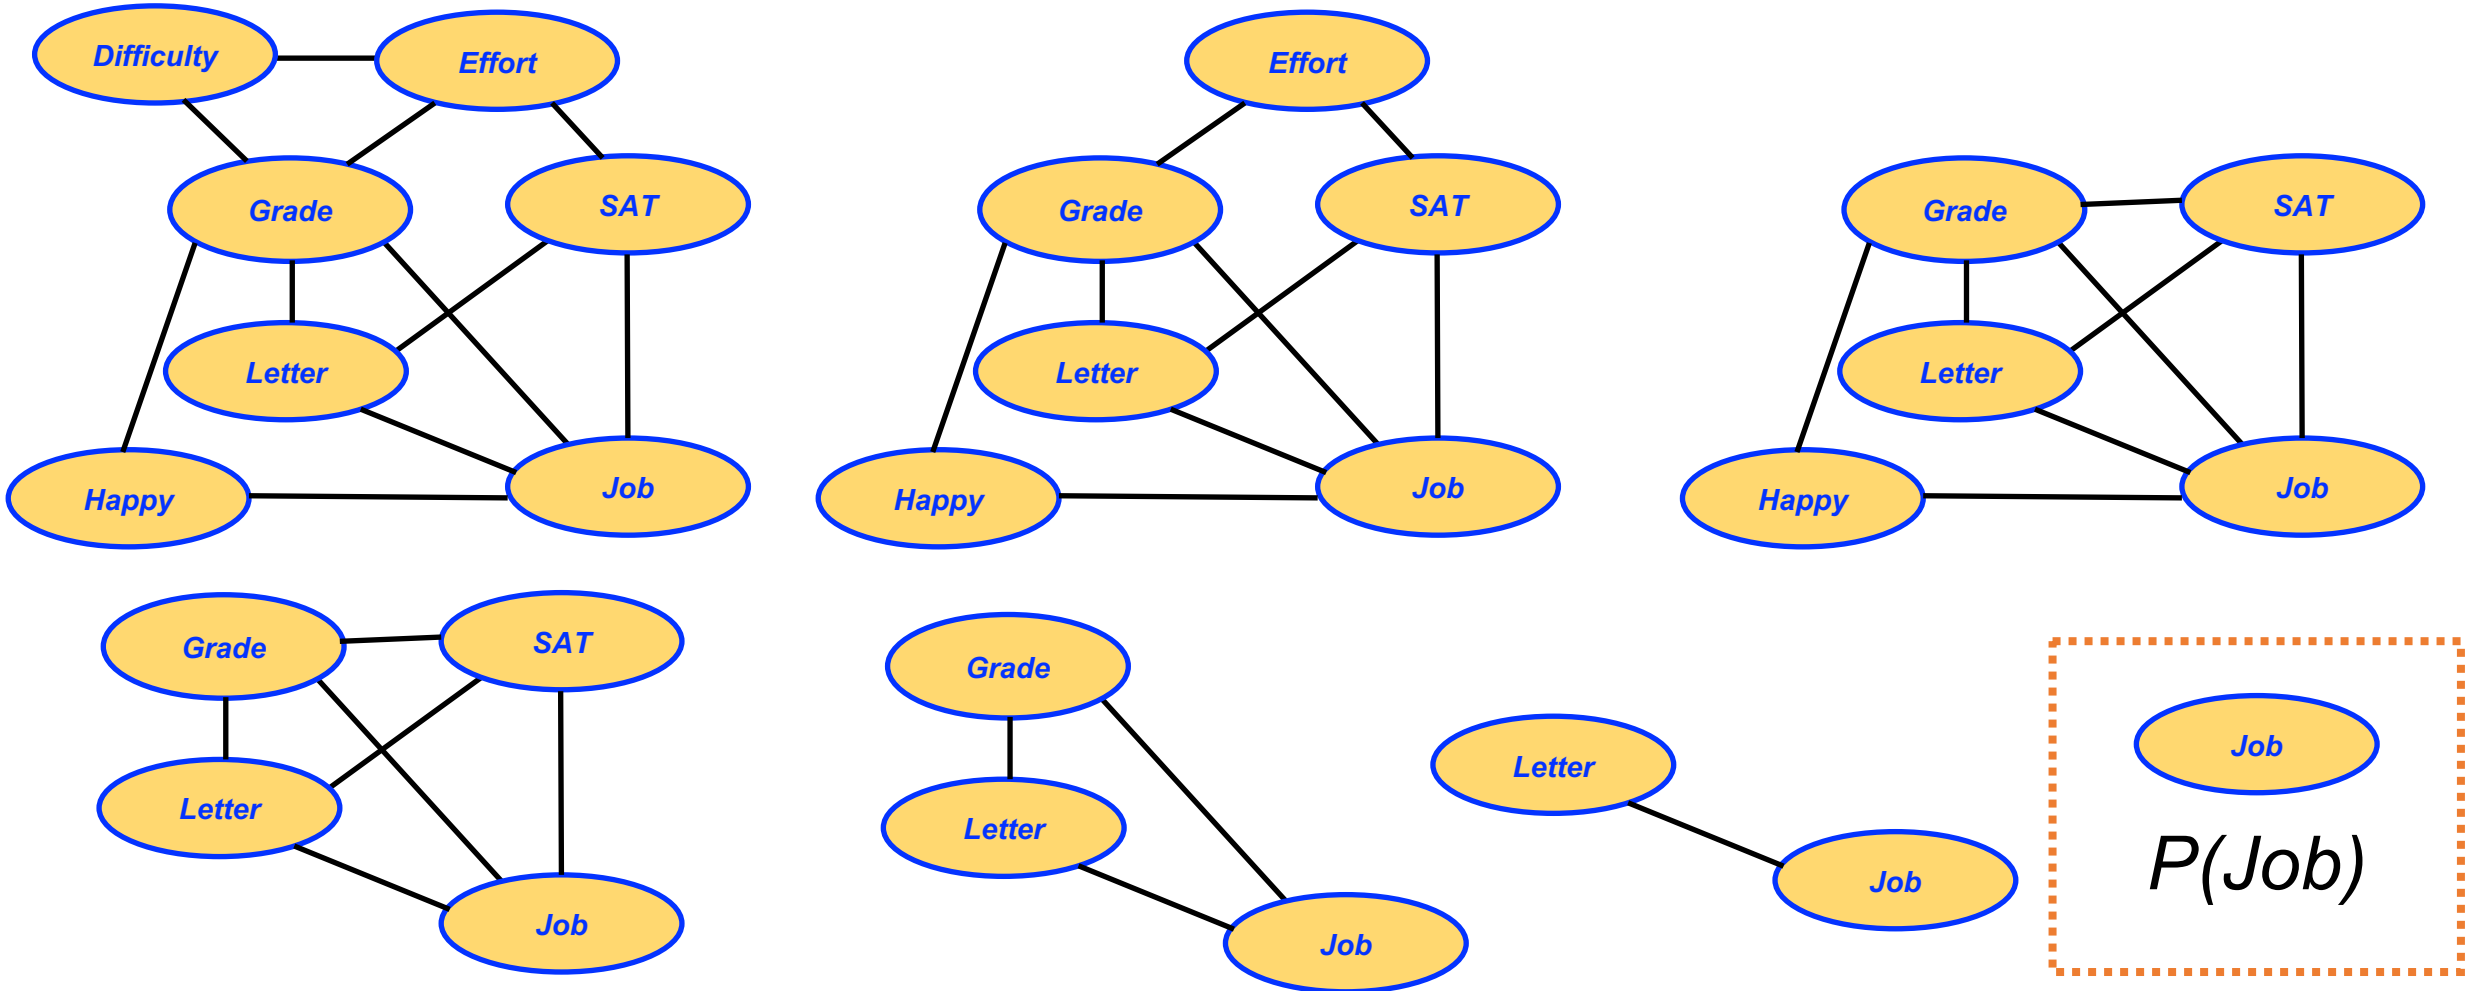 Difficulty
Effort
Grade
SAT
Letter
Happy
Job
Effort
Grade
SAT
Letter
Happy
Job
Grade
SAT
Letter
Happy
Job
Grade
SAT
Letter
Job
Grade
Letter
Job
Letter
Job
Job
P(Job)